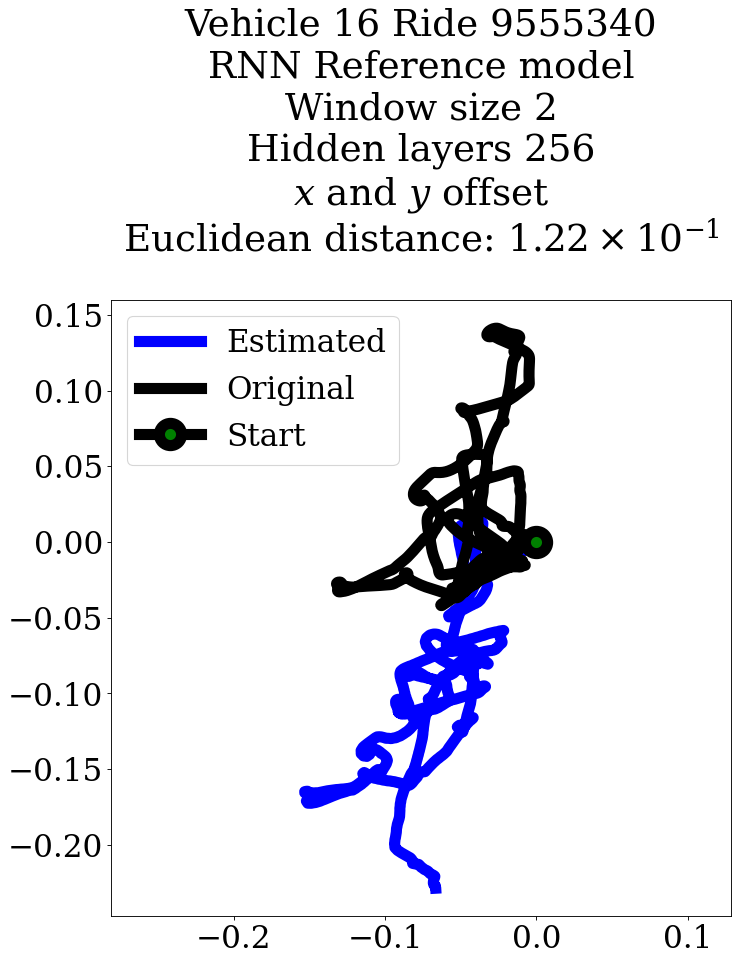 Vehicle 16 Ride 9555340
RNN Reference model
Window size 2
Hidden layers 256
x and y offset
Euclidean distance: 1.22 × 10⁻¹
Estimated
Original
Start
0.15
0.10
0.05
0.00
−0.05
−0.10
−0.15
−0.20
−0.2 −0.1 0.0 0.1